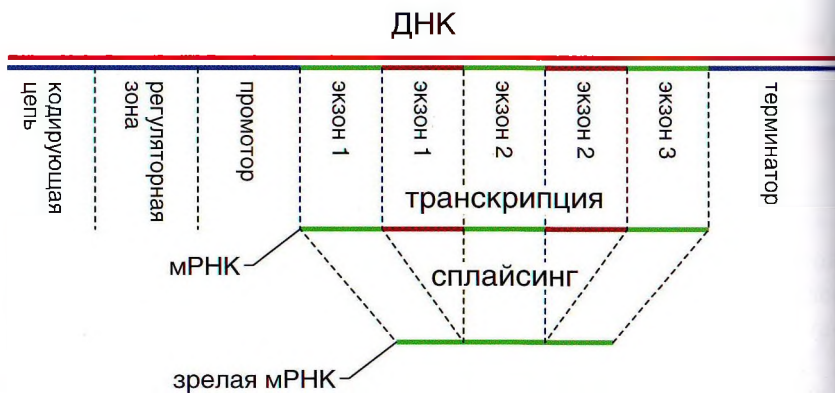 ДНК
кодирующая
цепь
регуляторная
зона
промотор
экзон 1
экзон 1
экзон 2
экзон 2
экзон 3
терминатор
транскрипция
мРНК
сплайсинг
зрелая мРНК